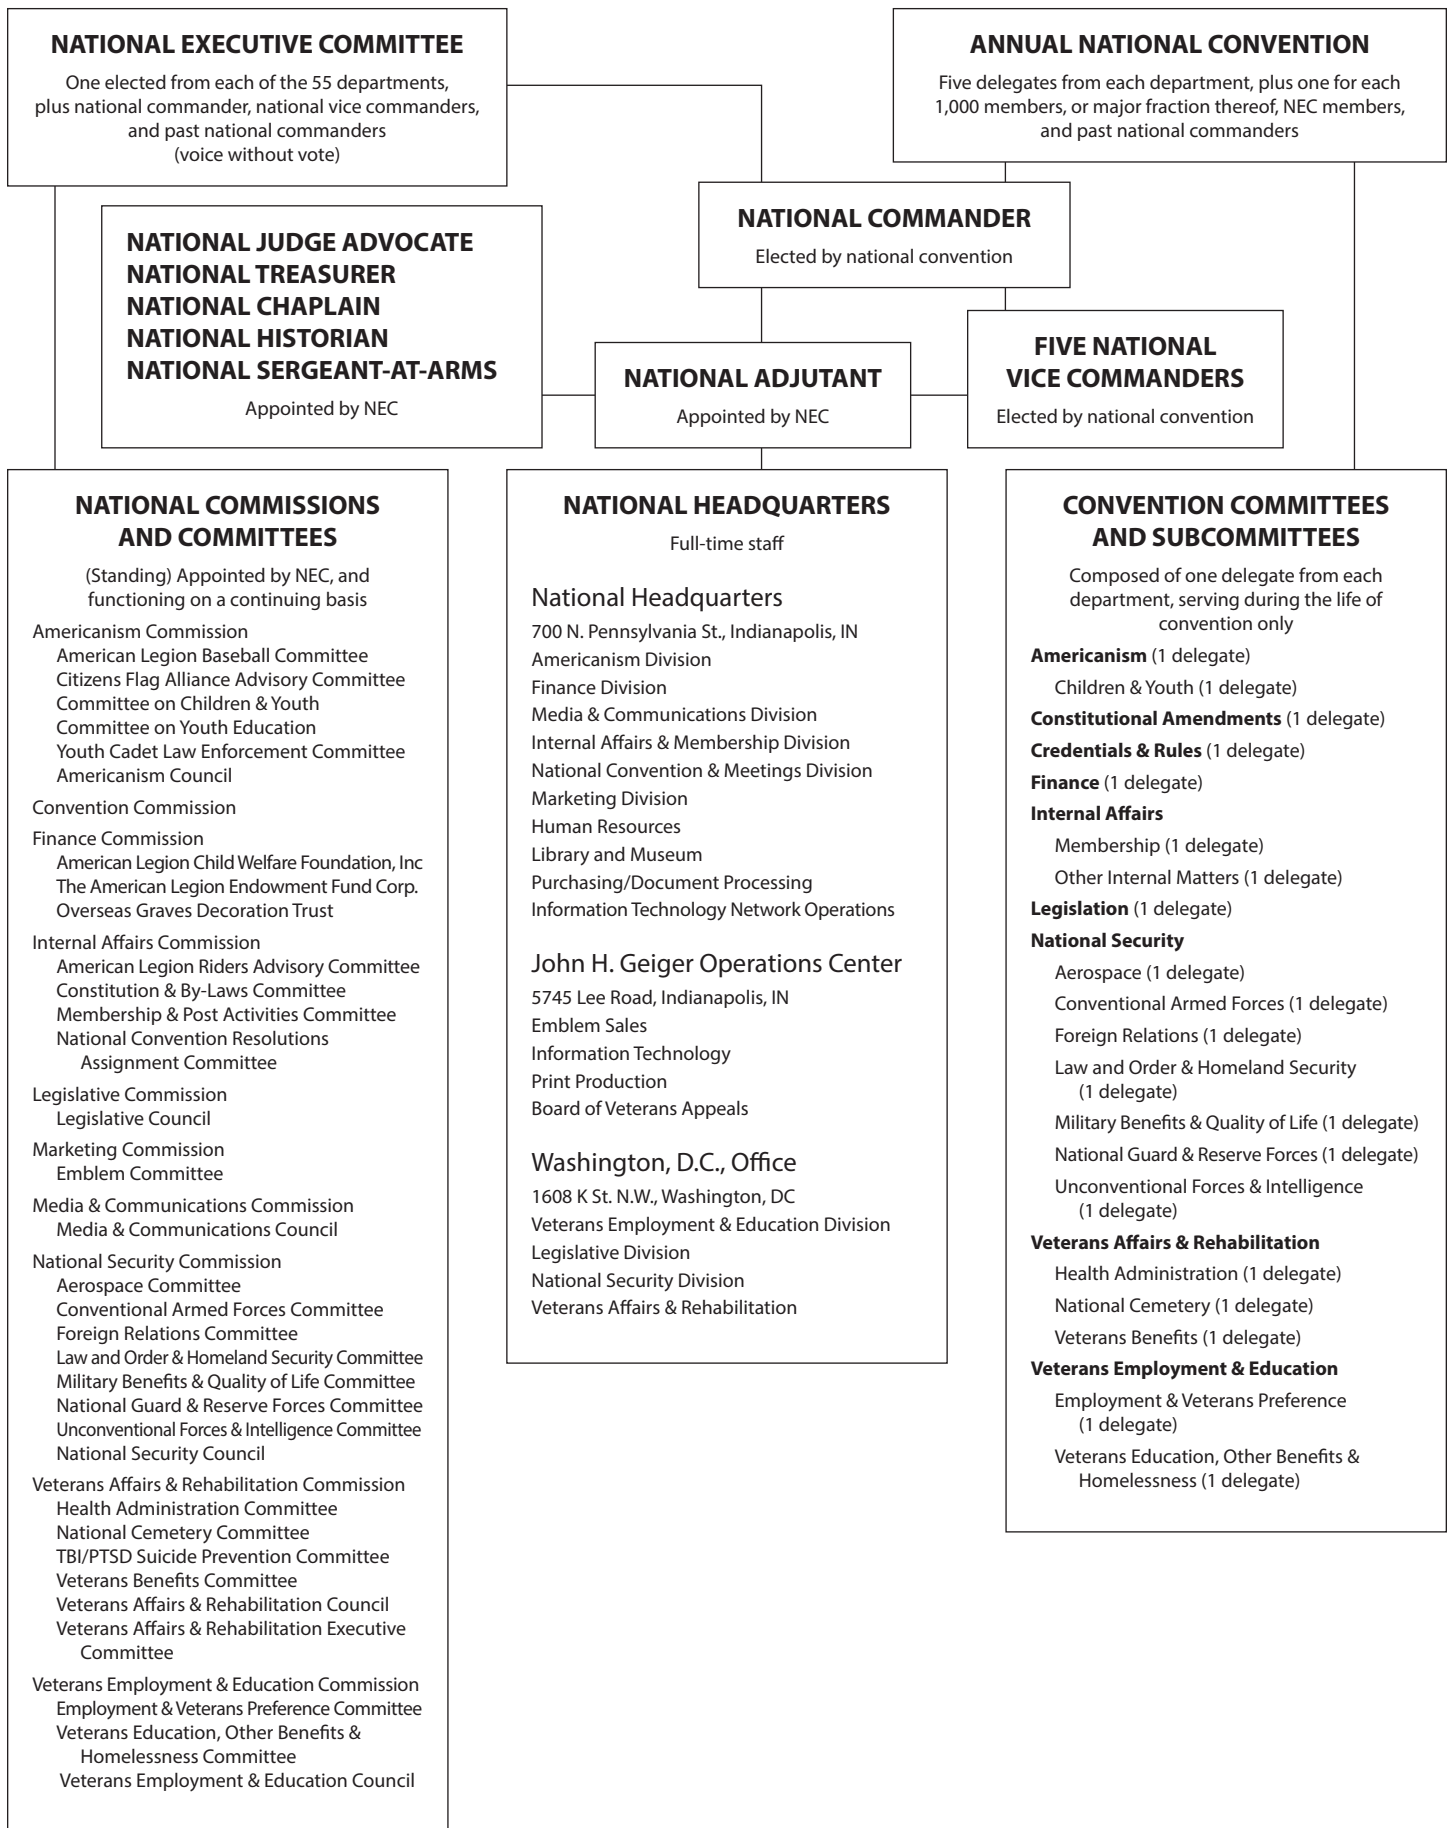 NATIONAL EXECUTIVE COMMITTEE
One elected from each of the 55 departments,
plus national commander, national vice commanders,
and past national commanders
(voice without vote)
ANNUAL NATIONAL CONVENTION
Five delegates from each department, plus one for each
1,000 members, or major fraction thereof, NEC members,
and past national commanders
NATIONAL COMMANDER
Elected by national convention
NATIONAL JUDGE ADVOCATE
NATIONAL TREASURER
NATIONAL CHAPLAIN
NATIONAL HISTORIAN
NATIONAL SERGEANT-AT-ARMS
Appointed by NEC
NATIONAL ADJUTANT
Appointed by NEC
FIVE NATIONAL
VICE COMMANDERS
Elected by national convention
NATIONAL COMMISSIONS
AND COMMITTEES
(Standing) Appointed by NEC, and
functioning on a continuing basis
Americanism Commission
American Legion Baseball Committee
Citizens Flag Alliance Advisory Committee
Committee on Children & Youth
Committee on Youth Education
Youth Cadet Law Enforcement Committee
Americanism Council
Convention Commission
Finance Commission
American Legion Child Welfare Foundation, Inc
The American Legion Endowment Fund Corp.
Overseas Graves Decoration Trust
Internal Affairs Commission
American Legion Riders Advisory Committee
Constitution & By-Laws Committee
Membership & Post Activities Committee
National Convention Resolutions
Assignment Committee
Legislative Commission
Legislative Council
Marketing Commission
Emblem Committee
Media & Communications Commission
Media & Communications Council
National Security Commission
Aerospace Committee
Conventional Armed Forces Committee
Foreign Relations Committee
Law and Order & Homeland Security Committee
Military Benefits & Quality of Life Committee
National Guard & Reserve Forces Committee
Unconventional Forces & Intelligence Committee
National Security Council
Veterans Affairs & Rehabilitation Commission
Health Administration Committee
National Cemetery Committee
TBI/PTSD Suicide Prevention Committee
Veterans Benefits Committee
Veterans Affairs & Rehabilitation Council
Veterans Affairs & Rehabilitation Executive
Committee
Veterans Employment & Education Commission
Employment & Veterans Preference Committee
Veterans Education, Other Benefits &
Homelessness Committee
Veterans Employment & Education Council
NATIONAL HEADQUARTERS
Full-time staff
National Headquarters
700 N. Pennsylvania St., Indianapolis, IN
Americanism Division
Finance Division
Media & Communications Division
Internal Affairs & Membership Division
National Convention & Meetings Division
Marketing Division
Human Resources
Library and Museum
Purchasing/Document Processing
Information Technology Network Operations
John H. Geiger Operations Center
5745 Lee Road, Indianapolis, IN
Emblem Sales
Information Technology
Print Production
Board of Veterans Appeals
Washington, D.C., Office
1608 K St. N.W., Washington, DC
Veterans Employment & Education Division
Legislative Division
National Security Division
Veterans Affairs & Rehabilitation
CONVENTION COMMITTEES
AND SUBCOMMITTEES
Composed of one delegate from each
department, serving during the life of
convention only
Americanism (1 delegate)
Children & Youth (1 delegate)
Constitutional Amendments (1 delegate)
Credentials & Rules (1 delegate)
Finance (1 delegate)
Internal Affairs
Membership (1 delegate)
Other Internal Matters (1 delegate)
Legislation (1 delegate)
National Security
Aerospace (1 delegate)
Conventional Armed Forces (1 delegate)
Foreign Relations (1 delegate)
Law and Order & Homeland Security
(1 delegate)
Military Benefits & Quality of Life (1 delegate)
National Guard & Reserve Forces (1 delegate)
Unconventional Forces & Intelligence
(1 delegate)
Veterans Affairs & Rehabilitation
Health Administration (1 delegate)
National Cemetery (1 delegate)
Veterans Benefits (1 delegate)
Veterans Employment & Education
Employment & Veterans Preference
(1 delegate)
Veterans Education, Other Benefits &
Homelessness (1 delegate)